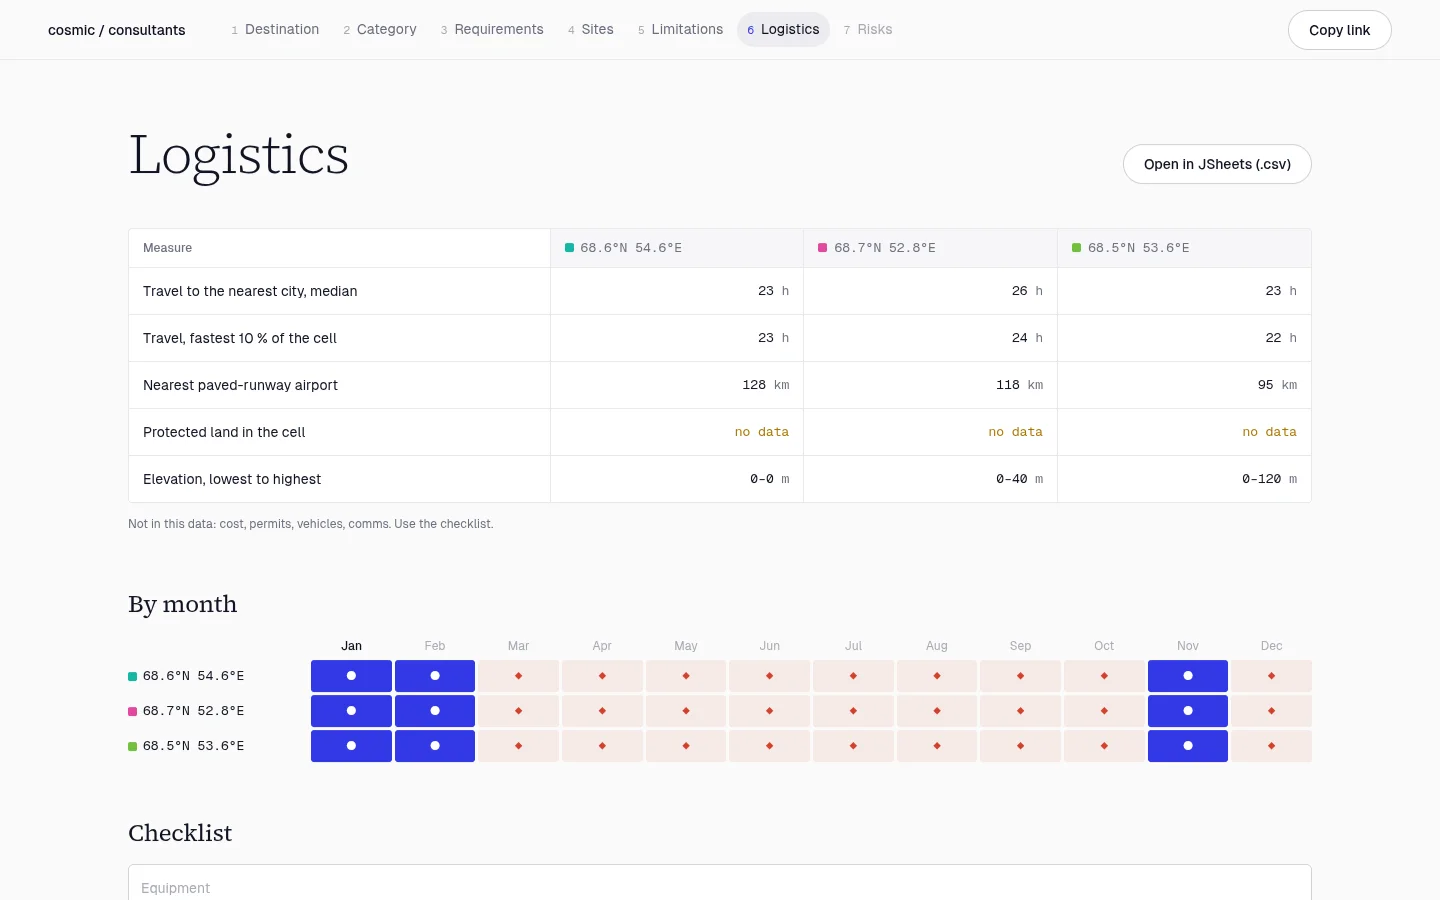 cosmic / consultants
1 Destination
2 Category
3 Requirements
4 Sites
5 Limitations
6 Logistics
7 Risks
Copy link
Logistics
Open in JSheets (.csv)
Measure 68.6°N 54.6°E 68.7°N 52.8°E 68.5°N 53.6°E
Travel to the nearest city, median 23 h 26 h 23 h
Travel, fastest 10 % of the cell 23 h 24 h 22 h
Nearest paved-runway airport 128 km 118 km 95 km
Protected land in the cell no data no data no data
Elevation, lowest to highest 0–0 m 0–40 m 0–120 m
Not in this data: cost, permits, vehicles, comms. Use the checklist.
By month
Jan Feb Mar Apr May Jun Jul Aug Sep Oct Nov Dec
68.6°N 54.6°E
68.7°N 52.8°E
68.5°N 53.6°E
Checklist
Equipment